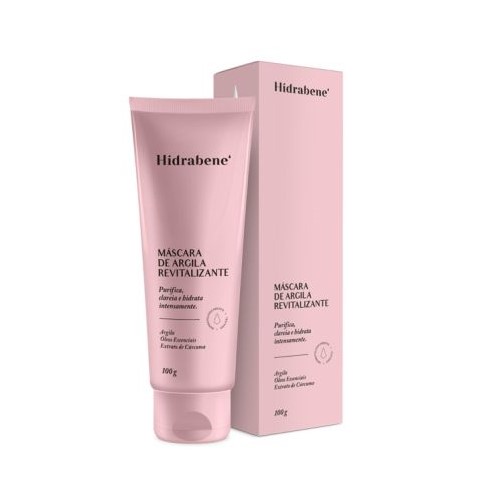 Hidrabene
MÁSCARA
DE ARGILA
REVITALIZANTE
Purifica,
clareia e hidrata
intensamente.
Argila
Óleos Essenciais
Extrato de Cúrcuma
100g
Hidrabene
MÁSCARA
DE ARGILA
REVITALIZANTE
Purifica,
clareia e hidrata
intensamente.
Argila
Óleos Essenciais
Extrato de Cúrcuma
100g